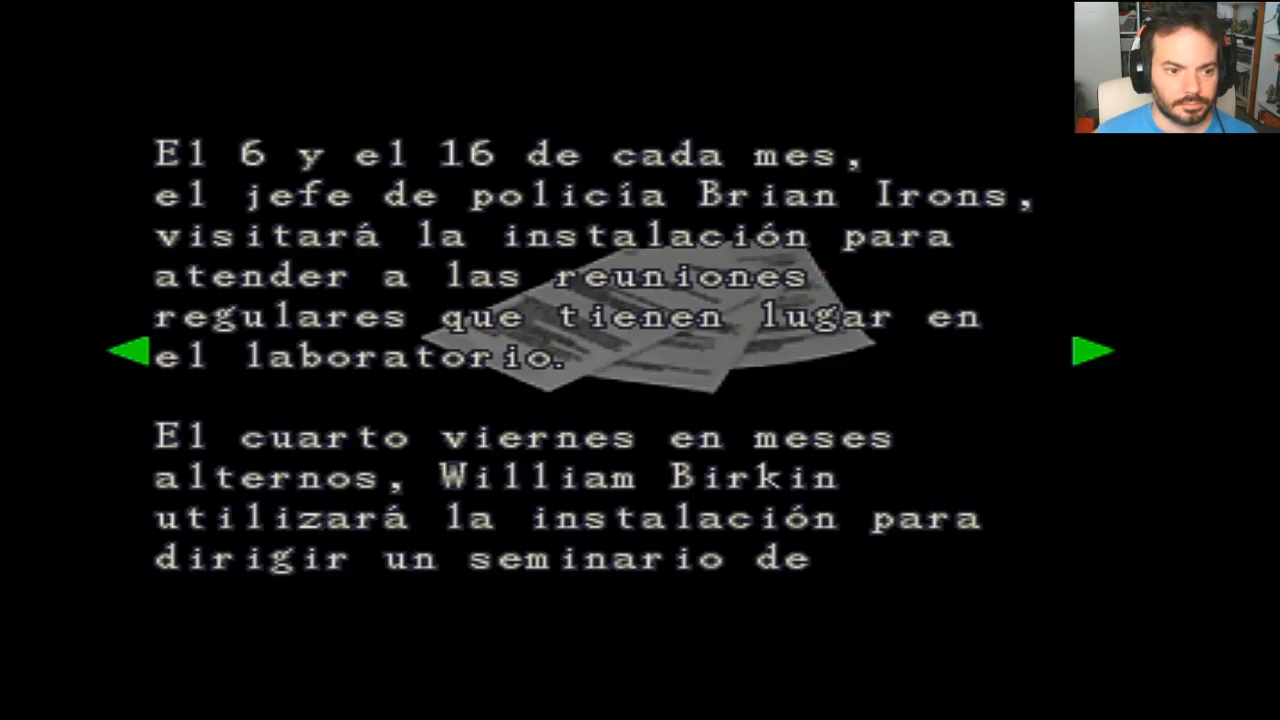 El 6 y el 16 de cada mes,
el jefe de policía Brian Irons,
visitará la instalación para
atender a las reuniones
regulares que tienen lugar en
el laboratorio.
El cuarto viernes en meses
alternos, William Birkin
utilizará la instalación para
dirigir un seminario de